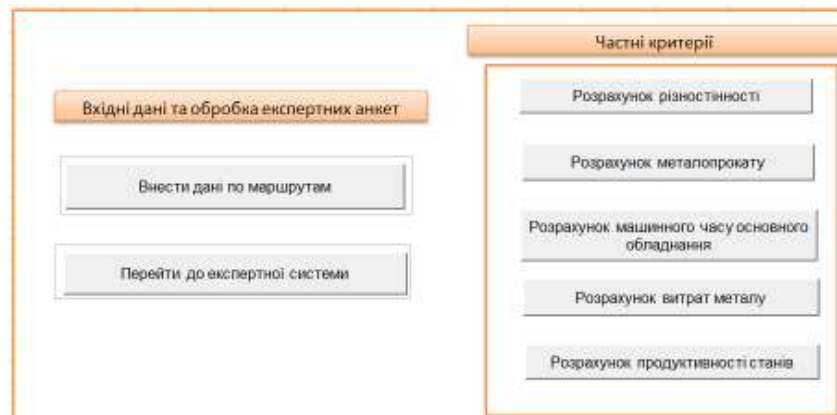 Частні критерії
Вхідні дані та обробка експертних анкет
Внести дані по маршрутам
Перейти до експертної системи
Розрахунок різностінності
Розрахунок металопрокату
Розрахунок машинного часу основного
обладнання
Розрахунок витрат металу
Розрахунок продуктивності станів